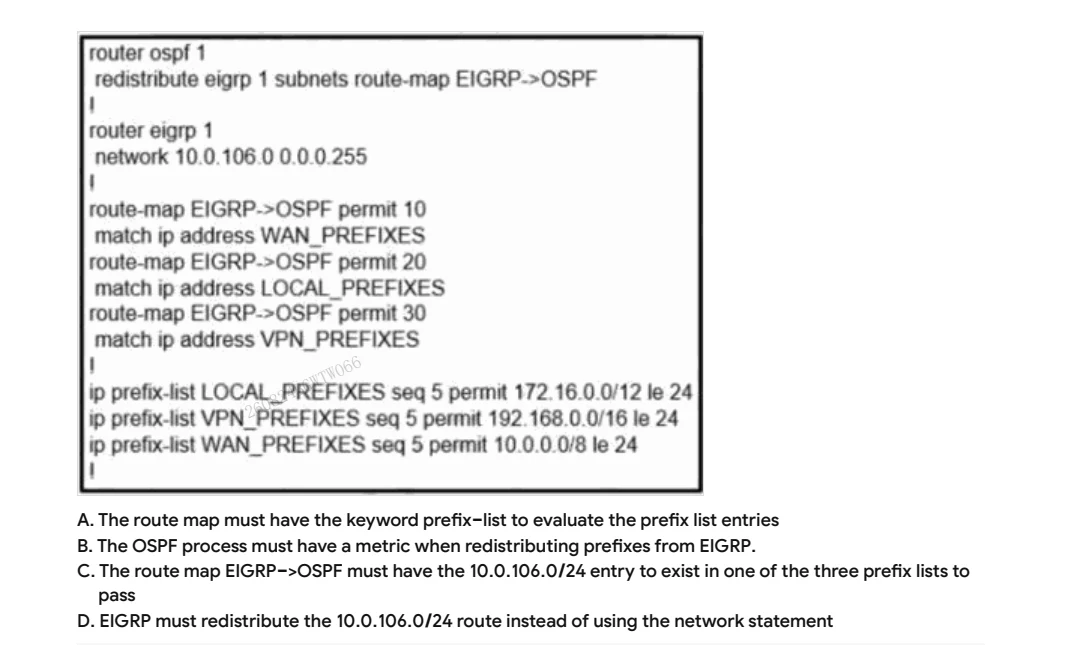 router ospf 1
redistribute eigrp 1 subnets route-map EIGRP->OSPF
!
router eigrp 1
network 10.0.106.0 0.0.0.255
!
route-map EIGRP->OSPF permit 10
match ip address WAN_PREFIXES
route-map EIGRP->OSPF permit 20
match ip address LOCAL_PREFIXES
route-map EIGRP->OSPF permit 30
match ip address VPN_PREFIXES
!
ip prefix-list LOCAL_PREFIXES seq 5 permit 172.16.0.0/12 le 24
ip prefix-list VPN_PREFIXES seq 5 permit 192.168.0.0/16 le 24
ip prefix-list WAN_PREFIXES seq 5 permit 10.0.0.0/8 le 24
!
A. The route map must have the keyword prefix-list to evaluate the prefix list entries
B. The OSPF process must have a metric when redistributing prefixes from EIGRP.
C. The route map EIGRP->OSPF must have the 10.0.106.0/24 entry to exist in one of the three prefix lists to
pass
D. EIGRP must redistribute the 10.0.106.0/24 route instead of using the network statement